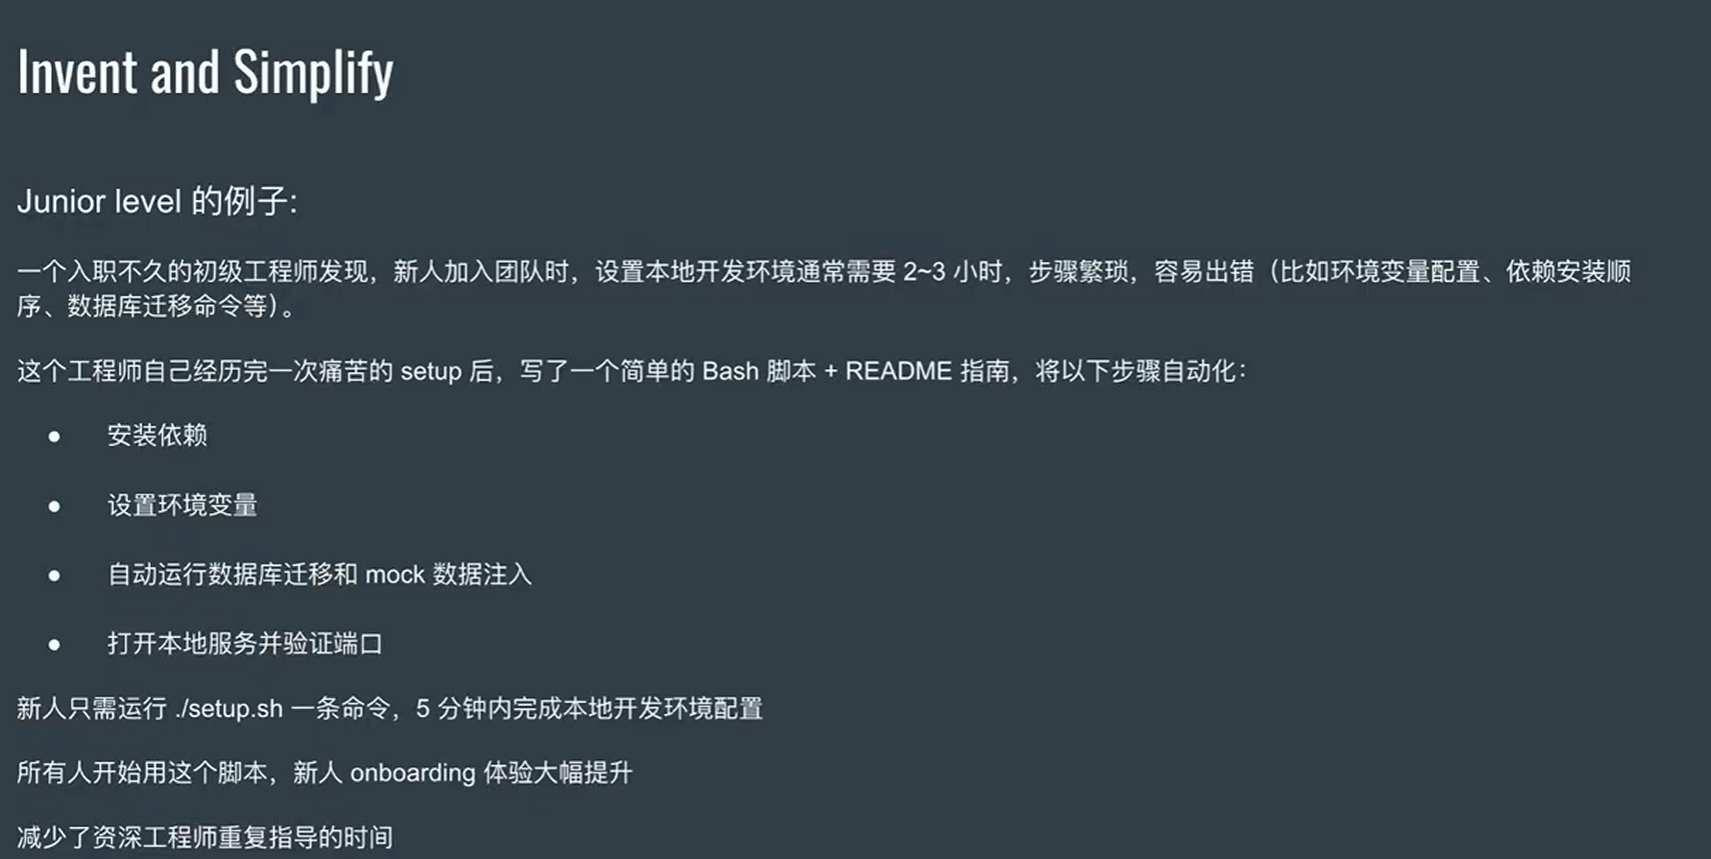 Invent and Simplify
Junior level 的例子:
一个入职不久的初级工程师发现，新人加入团队时，设置本地开发环境通常需要 2~3 小时，步骤繁琐，容易出错（比如环境变量配置、依赖安装顺
序、数据库迁移命令等）。
这个工程师自己经历完一次痛苦的 setup 后，写了一个简单的 Bash 脚本 + README 指南，将以下步骤自动化：
● 安装依赖
● 设置环境变量
● 自动运行数据库迁移和 mock 数据注入
● 打开本地服务并验证端口
新人只需运行 ./setup.sh 一条命令，5 分钟内完成本地开发环境配置
所有人开始用这个脚本，新人 onboarding 体验大幅提升
减少了资深工程师重复指导的时间